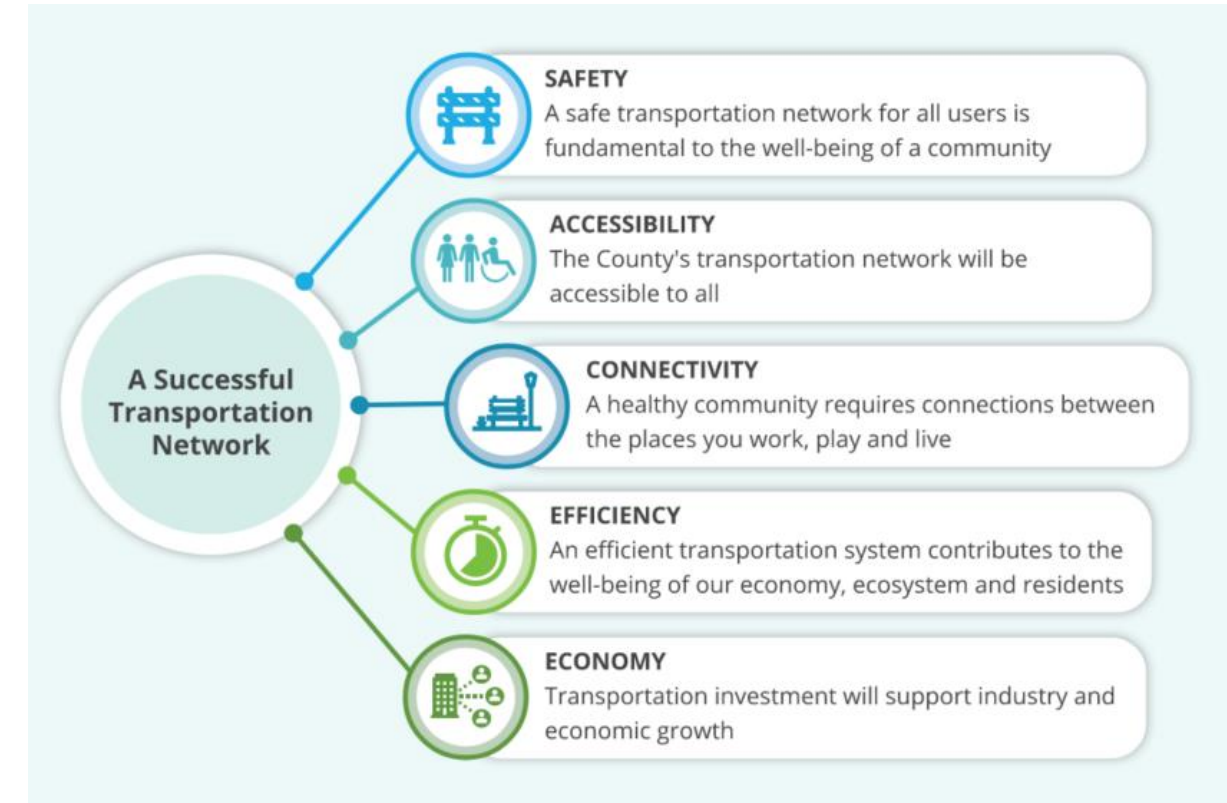 A Successful
Transportation
Network
SAFETY
A safe transportation network for all users is
fundamental to the well-being of a community
ACCESSIBILITY
The County's transportation network will be
accessible to all
CONNECTIVITY
A healthy community requires connections between
the places you work, play and live
EFFICIENCY
An efficient transportation system contributes to the
well-being of our economy, ecosystem and residents
ECONOMY
Transportation investment will support industry and
economic growth